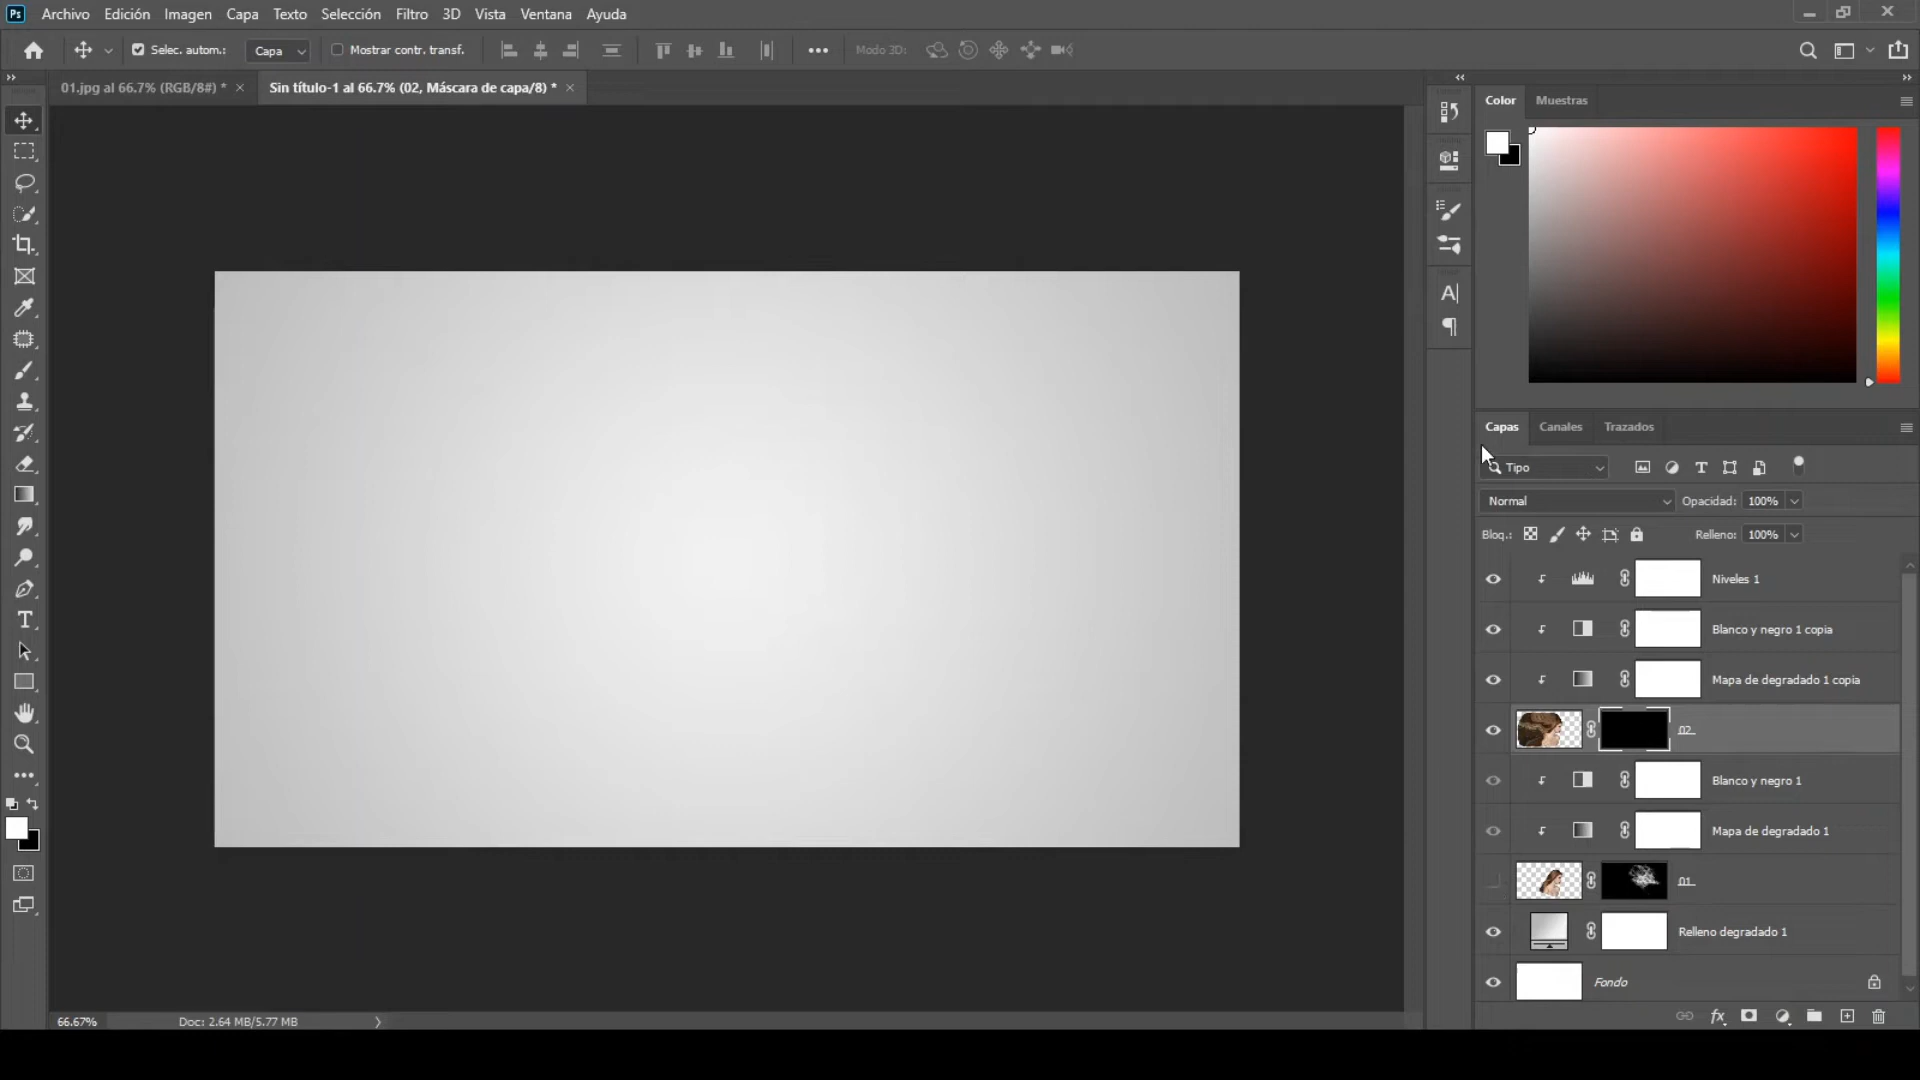 Ps Archivo Edición Imagen Capa Texto Selección Filtro 3D Vista Ventana Ayuda
Selec. autom.: Capa Mostrar contr. transf. Modo 3D:
01.jpg al 66.7% (RGB/8#) * Sin título-1 al 66.7% (02, Máscara de capa/8) *
Color Muestras
Capas Canales Trazados
Tipo
Normal Opacidad: 100%
Bloq.: Relleno: 100%
Niveles 1
Blanco y negro 1 copia
Mapa de degradado 1 copia
02
Blanco y negro 1
Mapa de degradado 1
01
Relleno degradado 1
Fondo
66.67% Doc: 2.64 MB/5.77 MB